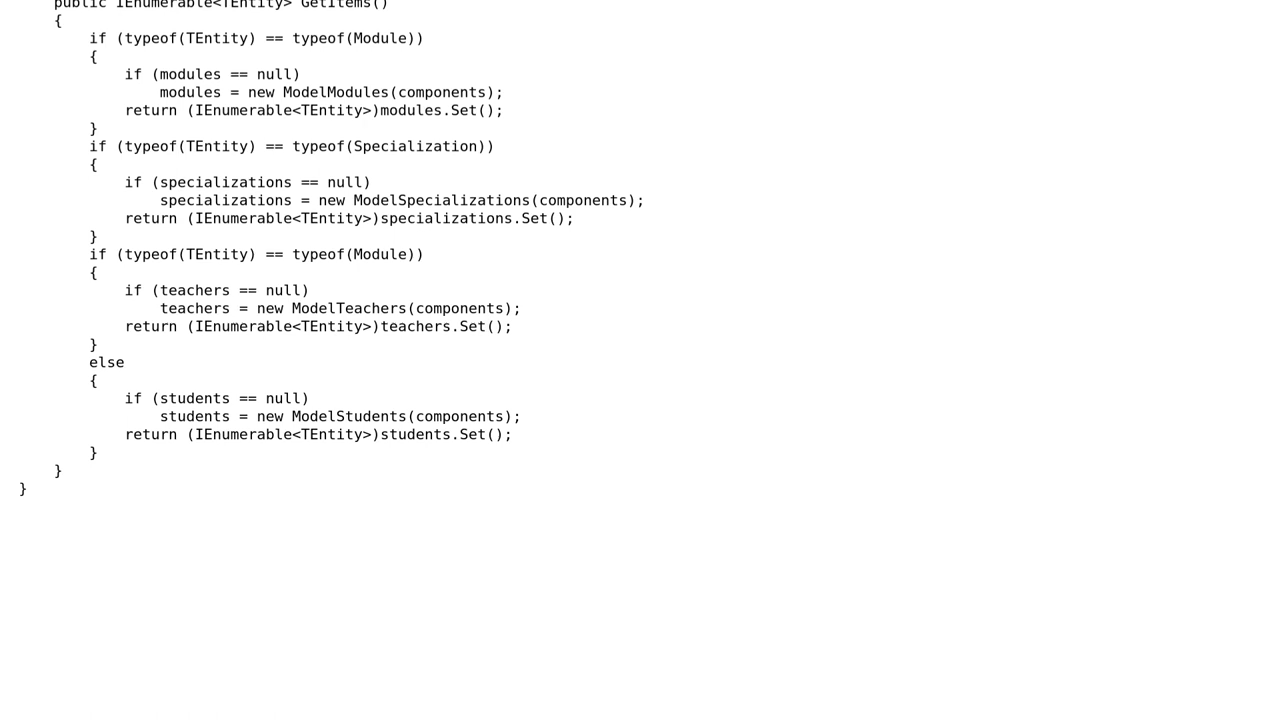 public IEnumerable<TEntity> GetItems()
{
if (typeof(TEntity) == typeof(Module))
{
if (modules == null)
modules = new ModelModules(components);
return (IEnumerable<TEntity>)modules.Set();
}
if (typeof(TEntity) == typeof(Specialization))
{
if (specializations == null)
specializations = new ModelSpecializations(components);
return (IEnumerable<TEntity>)specializations.Set();
}
if (typeof(TEntity) == typeof(Module))
{
if (teachers == null)
teachers = new ModelTeachers(components);
return (IEnumerable<TEntity>)teachers.Set();
}
else
{
if (students == null)
students = new ModelStudents(components);
return (IEnumerable<TEntity>)students.Set();
}
}
}